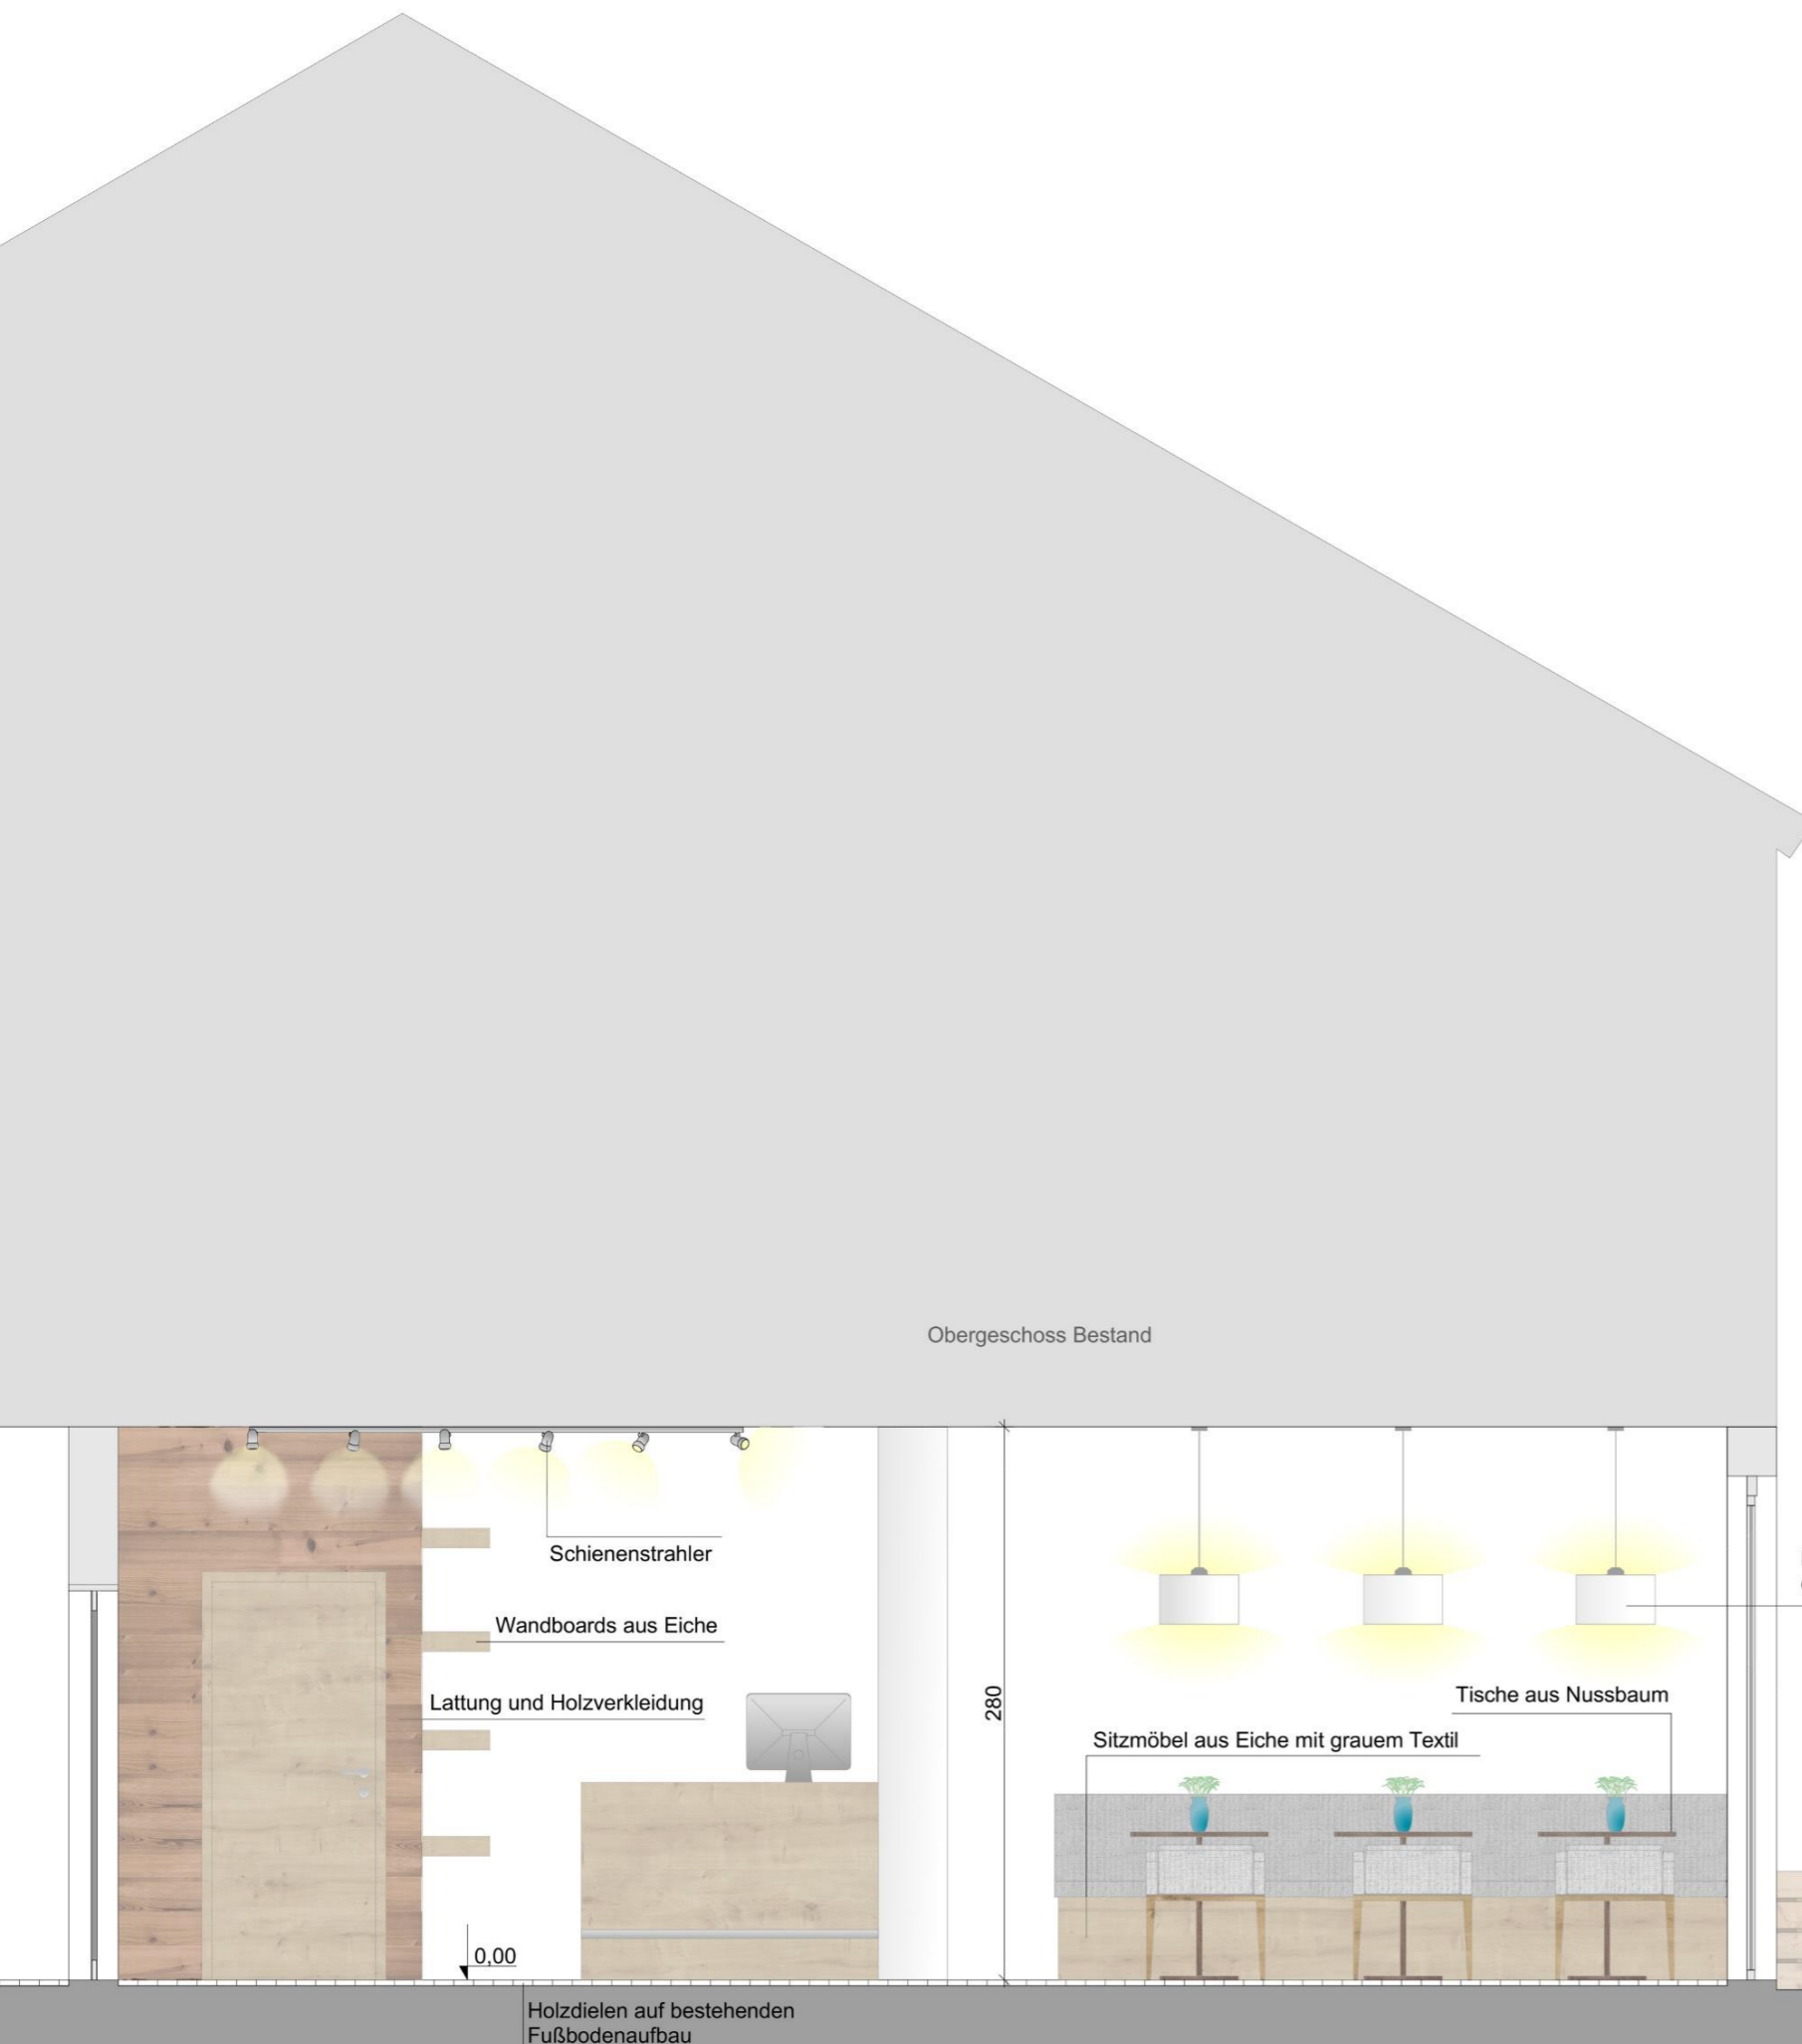 Obergeschoss Bestand
Schienenstrahler
Wandboards aus Eiche
Lattung und Holzverkleidung
280
Tische aus Nussbaum
Sitzmöbel aus Eiche mit grauem Textil
0,00
Holzdielen auf bestehenden
Fußbodenaufbau